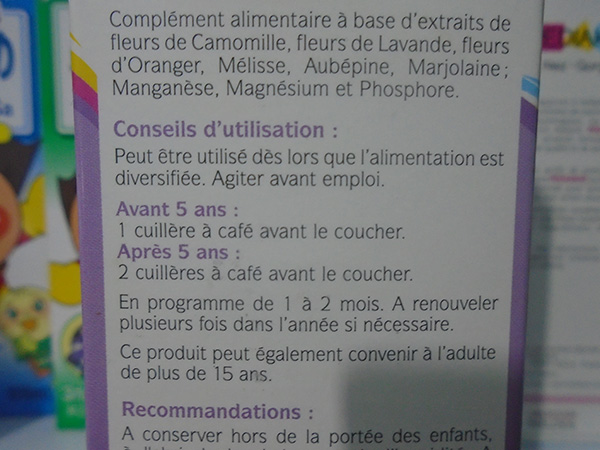 Complément alimentaire à base d'extraits de
fleurs de Camomille, fleurs de Lavande, fleurs
d'Oranger, Mélisse, Aubépine, Marjolaine ;
Manganèse, Magnésium et Phosphore.
Conseils d'utilisation :
Peut être utilisé dès lors que l'alimentation est
diversifiée. Agiter avant emploi.
Avant 5 ans :
1 cuillère à café avant le coucher.
Après 5 ans :
2 cuillères à café avant le coucher.
En programme de 1 à 2 mois. A renouveler
plusieurs fois dans l'année si nécessaire.
Ce produit peut également convenir à l'adulte
de plus de 15 ans.
Recommandations :
A conserver hors de la portée des enfants,